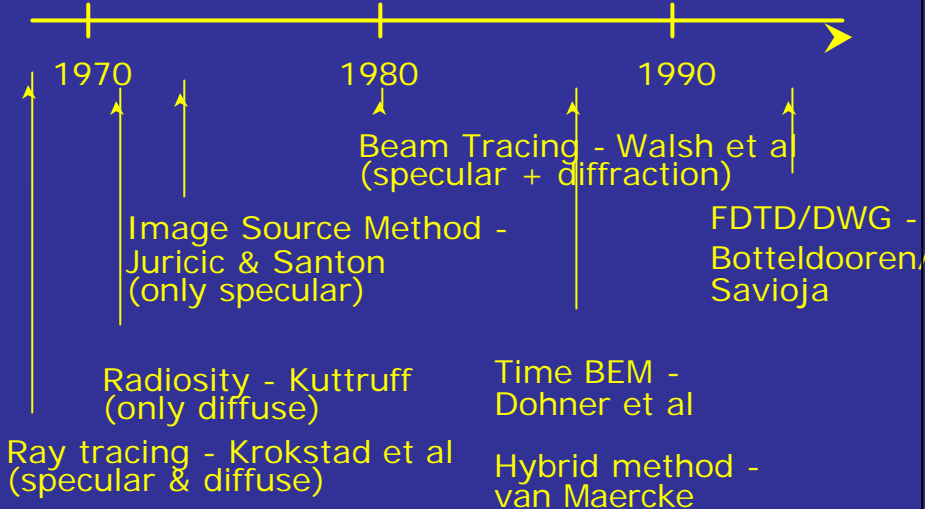 1970 1980 1990
Beam Tracing - Walsh et al
(specular + diffraction)
Image Source Method -
Juricic & Santon
(only specular)
FDTD/DWG -
Botteldooren/
Savioja
Radiosity - Kuttruff
(only diffuse)
Time BEM -
Dohner et al
Ray tracing - Krokstad et al
(specular & diffuse)
Hybrid method -
van Maercke